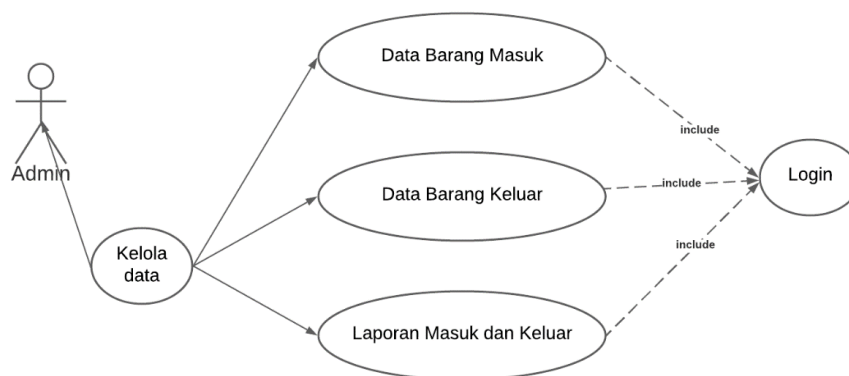 Data Barang Masuk
Admin
include
Data Barang Keluar
include
Login
Kelola
data
include
Laporan Masuk dan Keluar